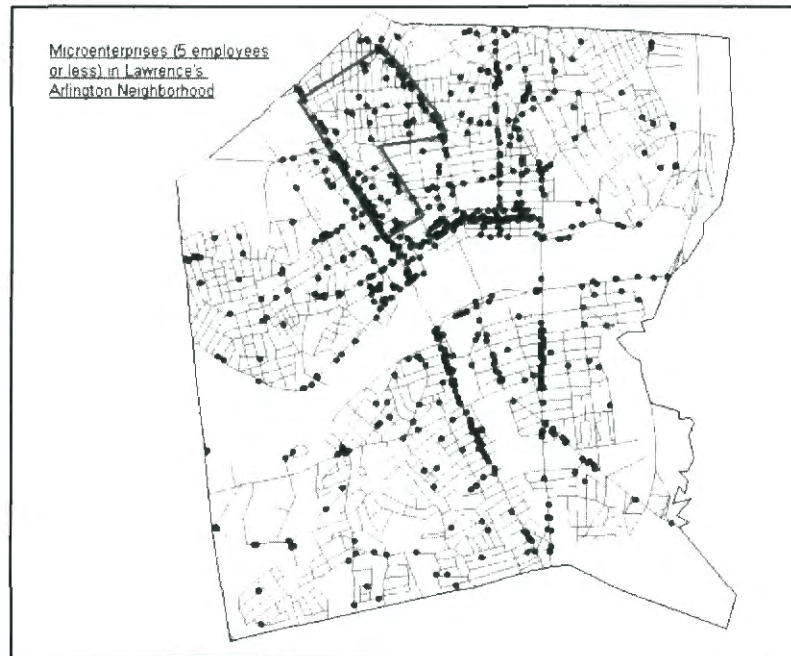 Microenterprises (5 employees
or less) in Lawrence's
Arlington Neighborhood